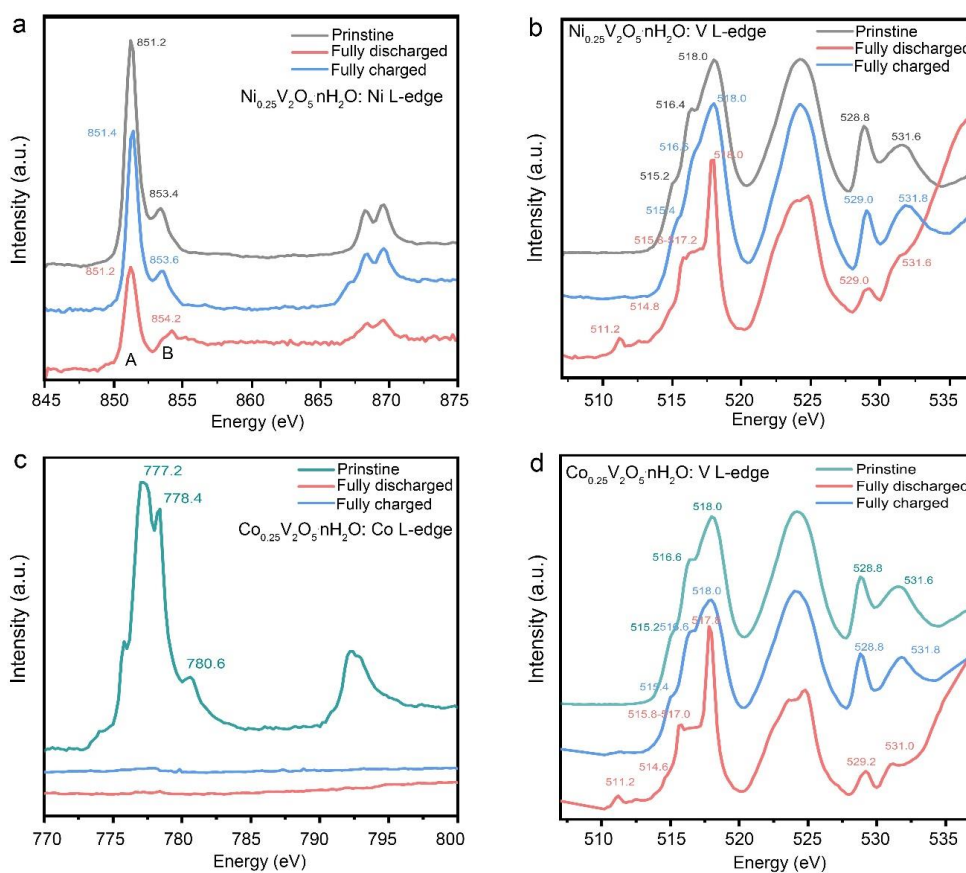 a
Prinstine
Fully discharged
Fully charged
Ni0.25V2O5·nH2O: Ni L-edge
851.2
851.4
853.4
853.6
851.2
854.2
A
B
Intensity (a.u.)
845 850 855 860 865 870 875
Energy (eV)
b
Ni0.25V2O5·nH2O: V L-edge
Prinstine
Fully discharged
Fully charged
518.0
516.4
518.0
516.6
518.0
528.8
531.6
515.2
515.4
529.0
531.8
515.8-517.2
529.0
531.6
514.8
511.2
Intensity (a.u.)
510 515 520 525 530 535
Energy (eV)
c
777.2
778.4
Prinstine
Fully discharged
Fully charged
Co0.25V2O5·nH2O: Co L-edge
780.6
Intensity (a.u.)
770 775 780 785 790 795 800
Energy (eV)
d
Co0.25V2O5·nH2O: V L-edge
Prinstine
Fully discharged
Fully charged
518.0
516.6
518.0
517.8
528.8
531.6
515.2
516.6
528.8
531.8
515.4
515.8-517.0
514.6
529.2
531.0
511.2
Intensity (a.u.)
510 515 520 525 530 535
Energy (eV)